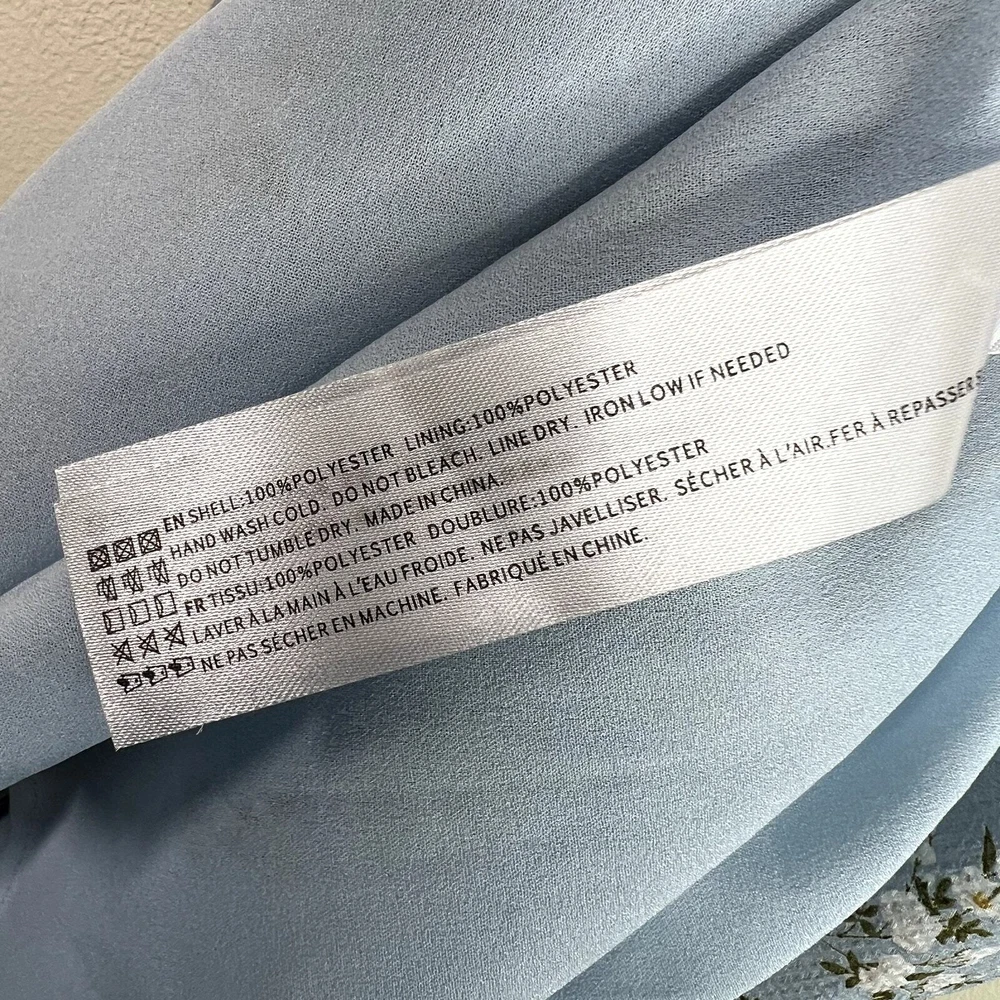 EN SHELL:100%POLYESTER LINING:100%POLYESTER
HAND WASH COLD. DO NOT BLEACH. LINE DRY. IRON LOW IF NEEDED
DO NOT TUMBLE DRY. MADE IN CHINA.
FR TISSU:100%POLYESTER DOUBLURE:100%POLYESTER
LAVER À LA MAIN À L'EAU FROIDE. NE PAS JAVELLISER. SÉCHER À L'AIR.FER À REPASSER
NE PAS SÉCHER EN MACHINE. FABRIQUÉ EN CHINE.